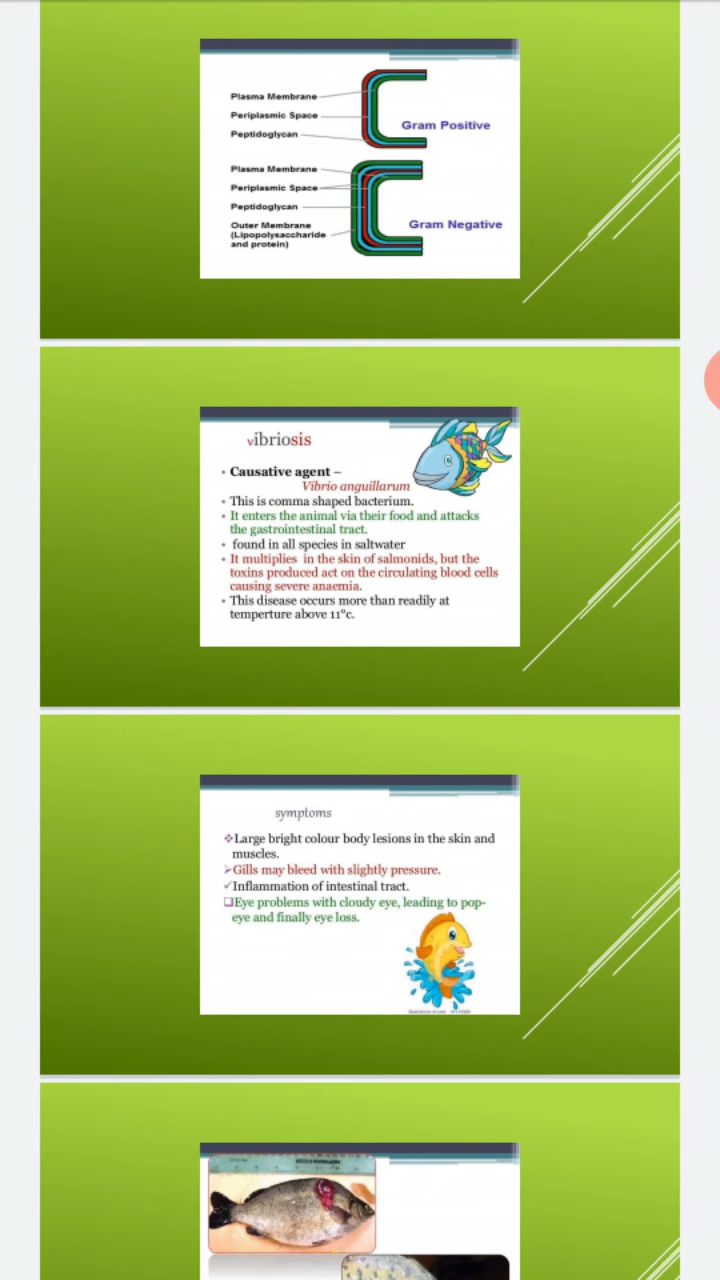 Plasma Membrane
Periplasmic Space
Peptidoglycan
Gram Positive
Plasma Membrane
Periplasmic Space
Peptidoglycan
Outer Membrane
(Lipopolysaccharide
and protein)
Gram Negative
vibriosis
• Causative agent –
Vibrio anguillarum
• This is comma shaped bacterium.
• It enters the animal via their food and attacks
the gastrointestinal tract.
• found in all species in saltwater
• It multiplies in the skin of salmonids, but the
toxins produced act on the circulating blood cells
causing severe anaemia.
• This disease occurs more than readily at
temperture above 11°c.
symptoms
❖Large bright colour body lesions in the skin and
muscles.
➢Gills may bleed with slightly pressure.
✓Inflammation of intestinal tract.
❑Eye problems with cloudy eye, leading to pop-
eye and finally eye loss.